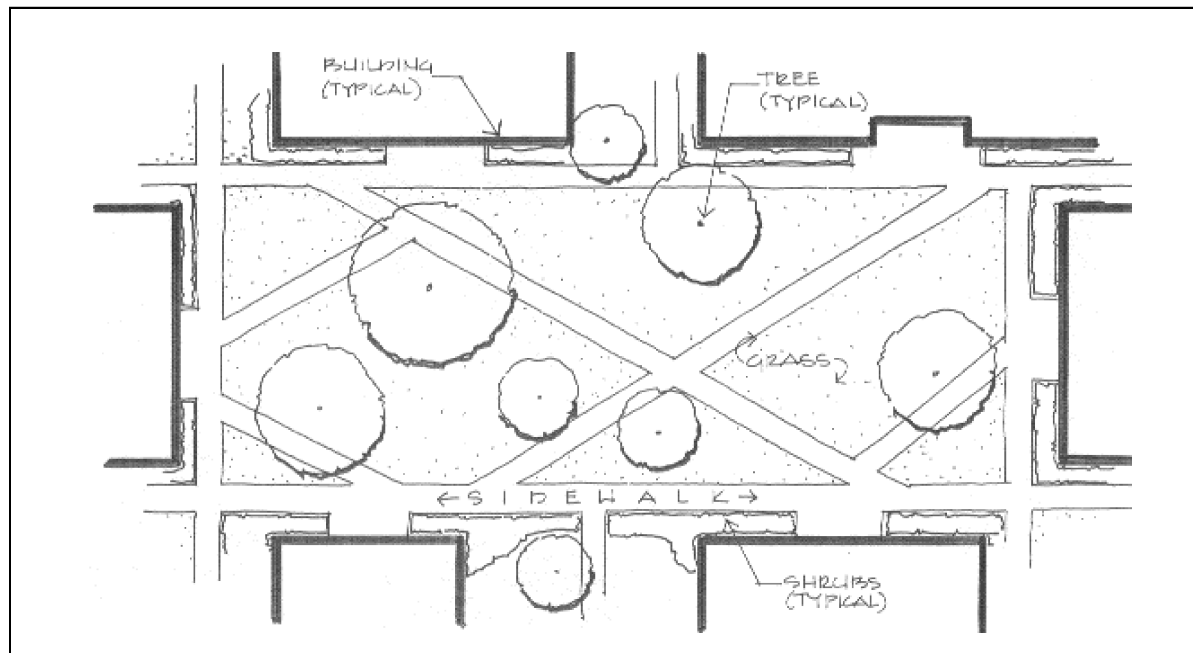 BUILDING
(TYPICAL)
TREE
(TYPICAL)
GRASS
SIDEWALK
SHRUBS
(TYPICAL)